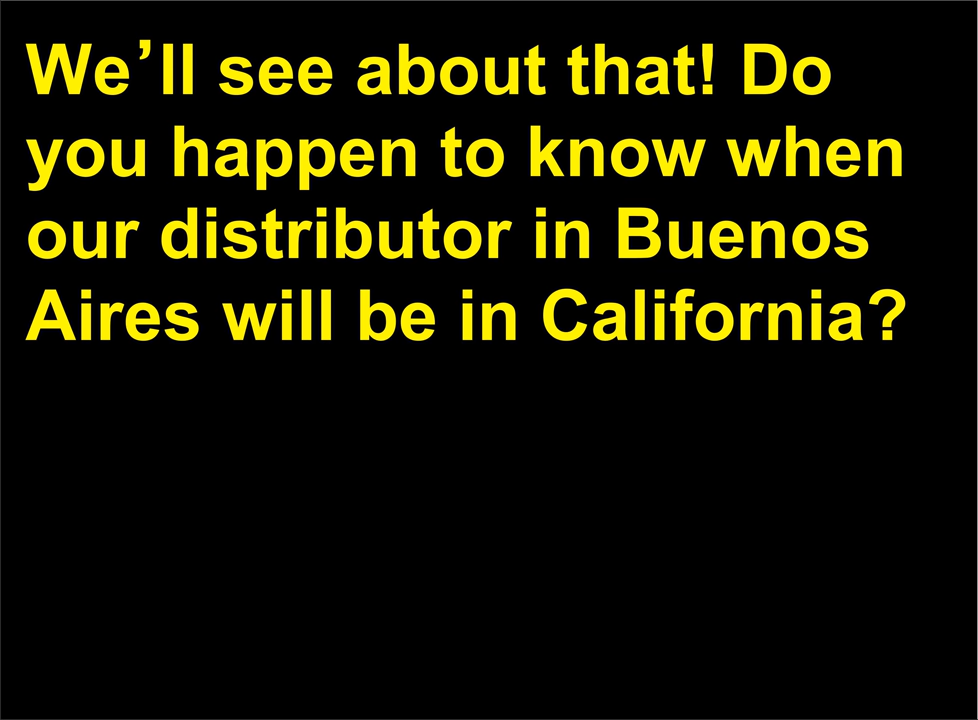 We’ll see about that! Do
you happen to know when
our distributor in Buenos
Aires will be in California?